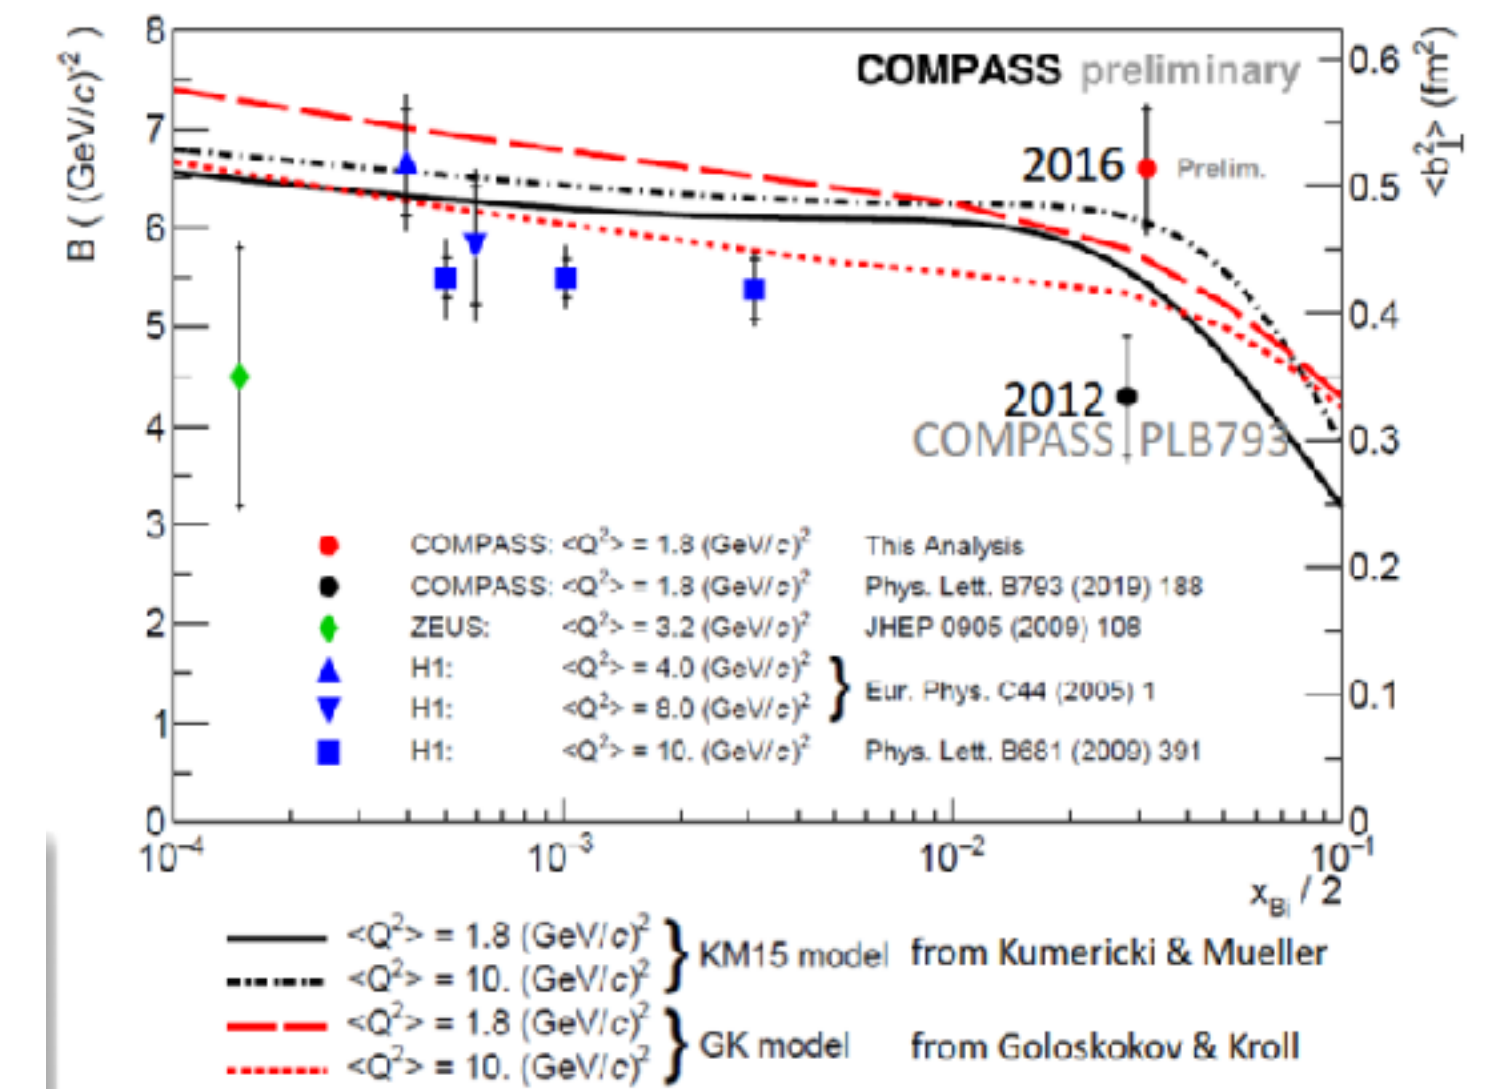 8
7
6
5
4
3
2
1
0
B ( (GeV/c)⁻² )
0.6
0.5
0.4
0.3
0.2
0.1
0
<b²⊥> (fm²)
COMPASS preliminary
2016 Prelim.
2012
COMPASS PLB793
COMPASS: <Q²> = 1.8 (GeV/c)² This Analysis
COMPASS: <Q²> = 1.8 (GeV/c)² Phys. Lett. B793 (2019) 188
ZEUS: <Q²> = 3.2 (GeV/c)² JHEP 0905 (2009) 108
H1: <Q²> = 4.0 (GeV/c)²
} Eur. Phys. C44 (2005) 1
H1: <Q²> = 8.0 (GeV/c)²
H1: <Q²> = 10. (GeV/c)² Phys. Lett. B681 (2009) 391
10⁻⁴ 10⁻³ 10⁻² 10⁻¹
x_Bj / 2
<Q²> = 1.8 (GeV/c)²
} KM15 model from Kumericki & Mueller
<Q²> = 10. (GeV/c)²
<Q²> = 1.8 (GeV/c)²
} GK model from Goloskokov & Kroll
<Q²> = 10. (GeV/c)²